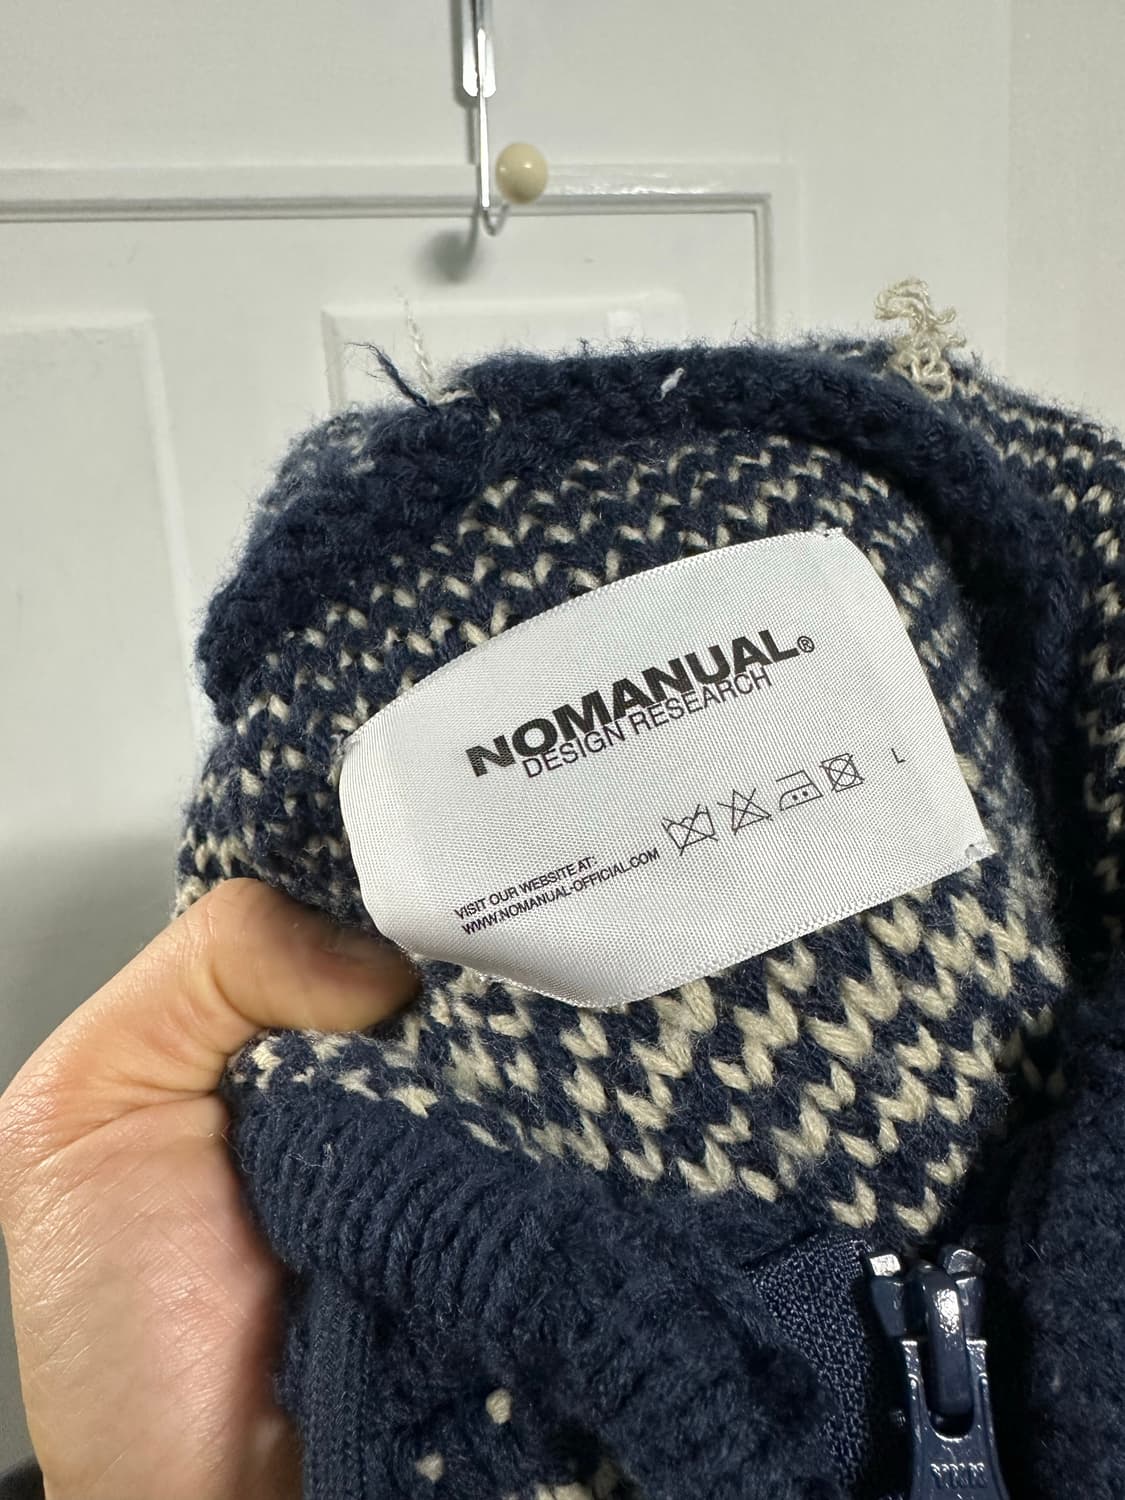 NOMANUAL®
DESIGN RESEARCH
L
VISIT OUR WEBSITE AT:
WWW.NOMANUAL-OFFICIAL.COM